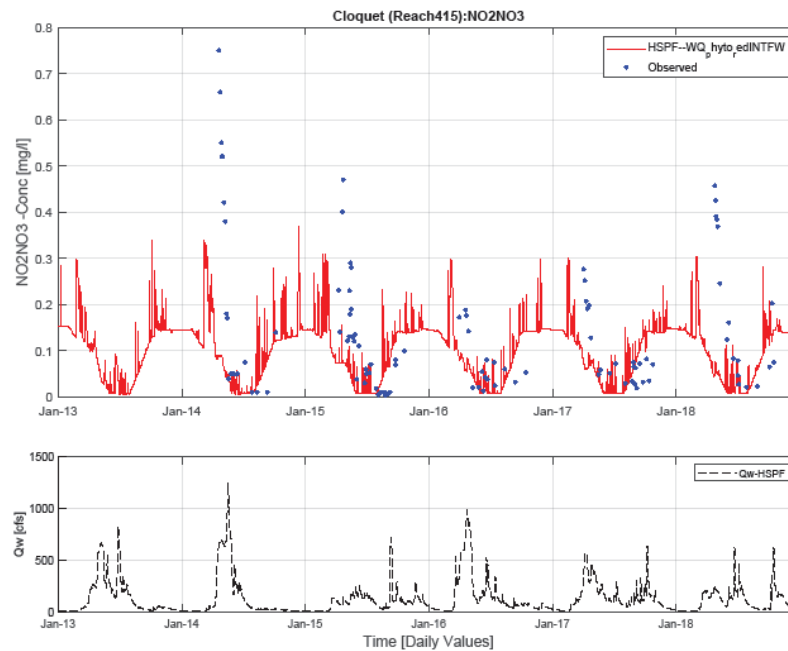 Cloquet (Reach415):NO2NO3
NO2NO3 -Conc [mg/l]
0.8
0.7
0.6
0.5
0.4
0.3
0.2
0.1
0
HSPF--WQphytoredINTFW
Observed
Jan-13 Jan-14 Jan-15 Jan-16 Jan-17 Jan-18
Qw [cfs]
1500
1000
500
0
Qw-HSPF
Jan-13 Jan-14 Jan-15 Jan-16 Jan-17 Jan-18
Time [Daily Values]